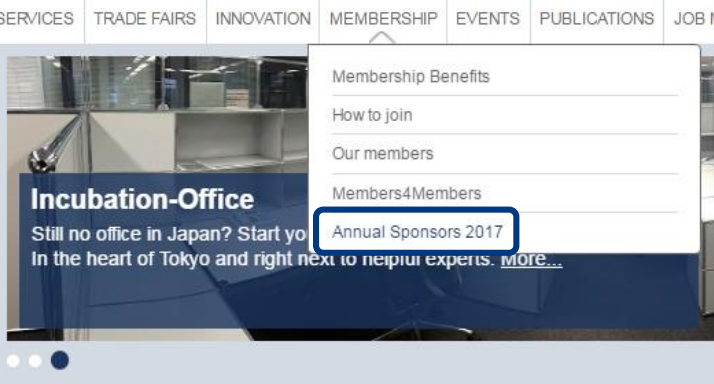 SERVICES TRADE FAIRS INNOVATION MEMBERSHIP EVENTS PUBLICATIONS JOB
Membership Benefits
How to join
Our members
Members4Members
Annual Sponsors 2017
Incubation-Office
Still no office in Japan? Start
In the heart of Tokyo and right next to helpful experts. More...